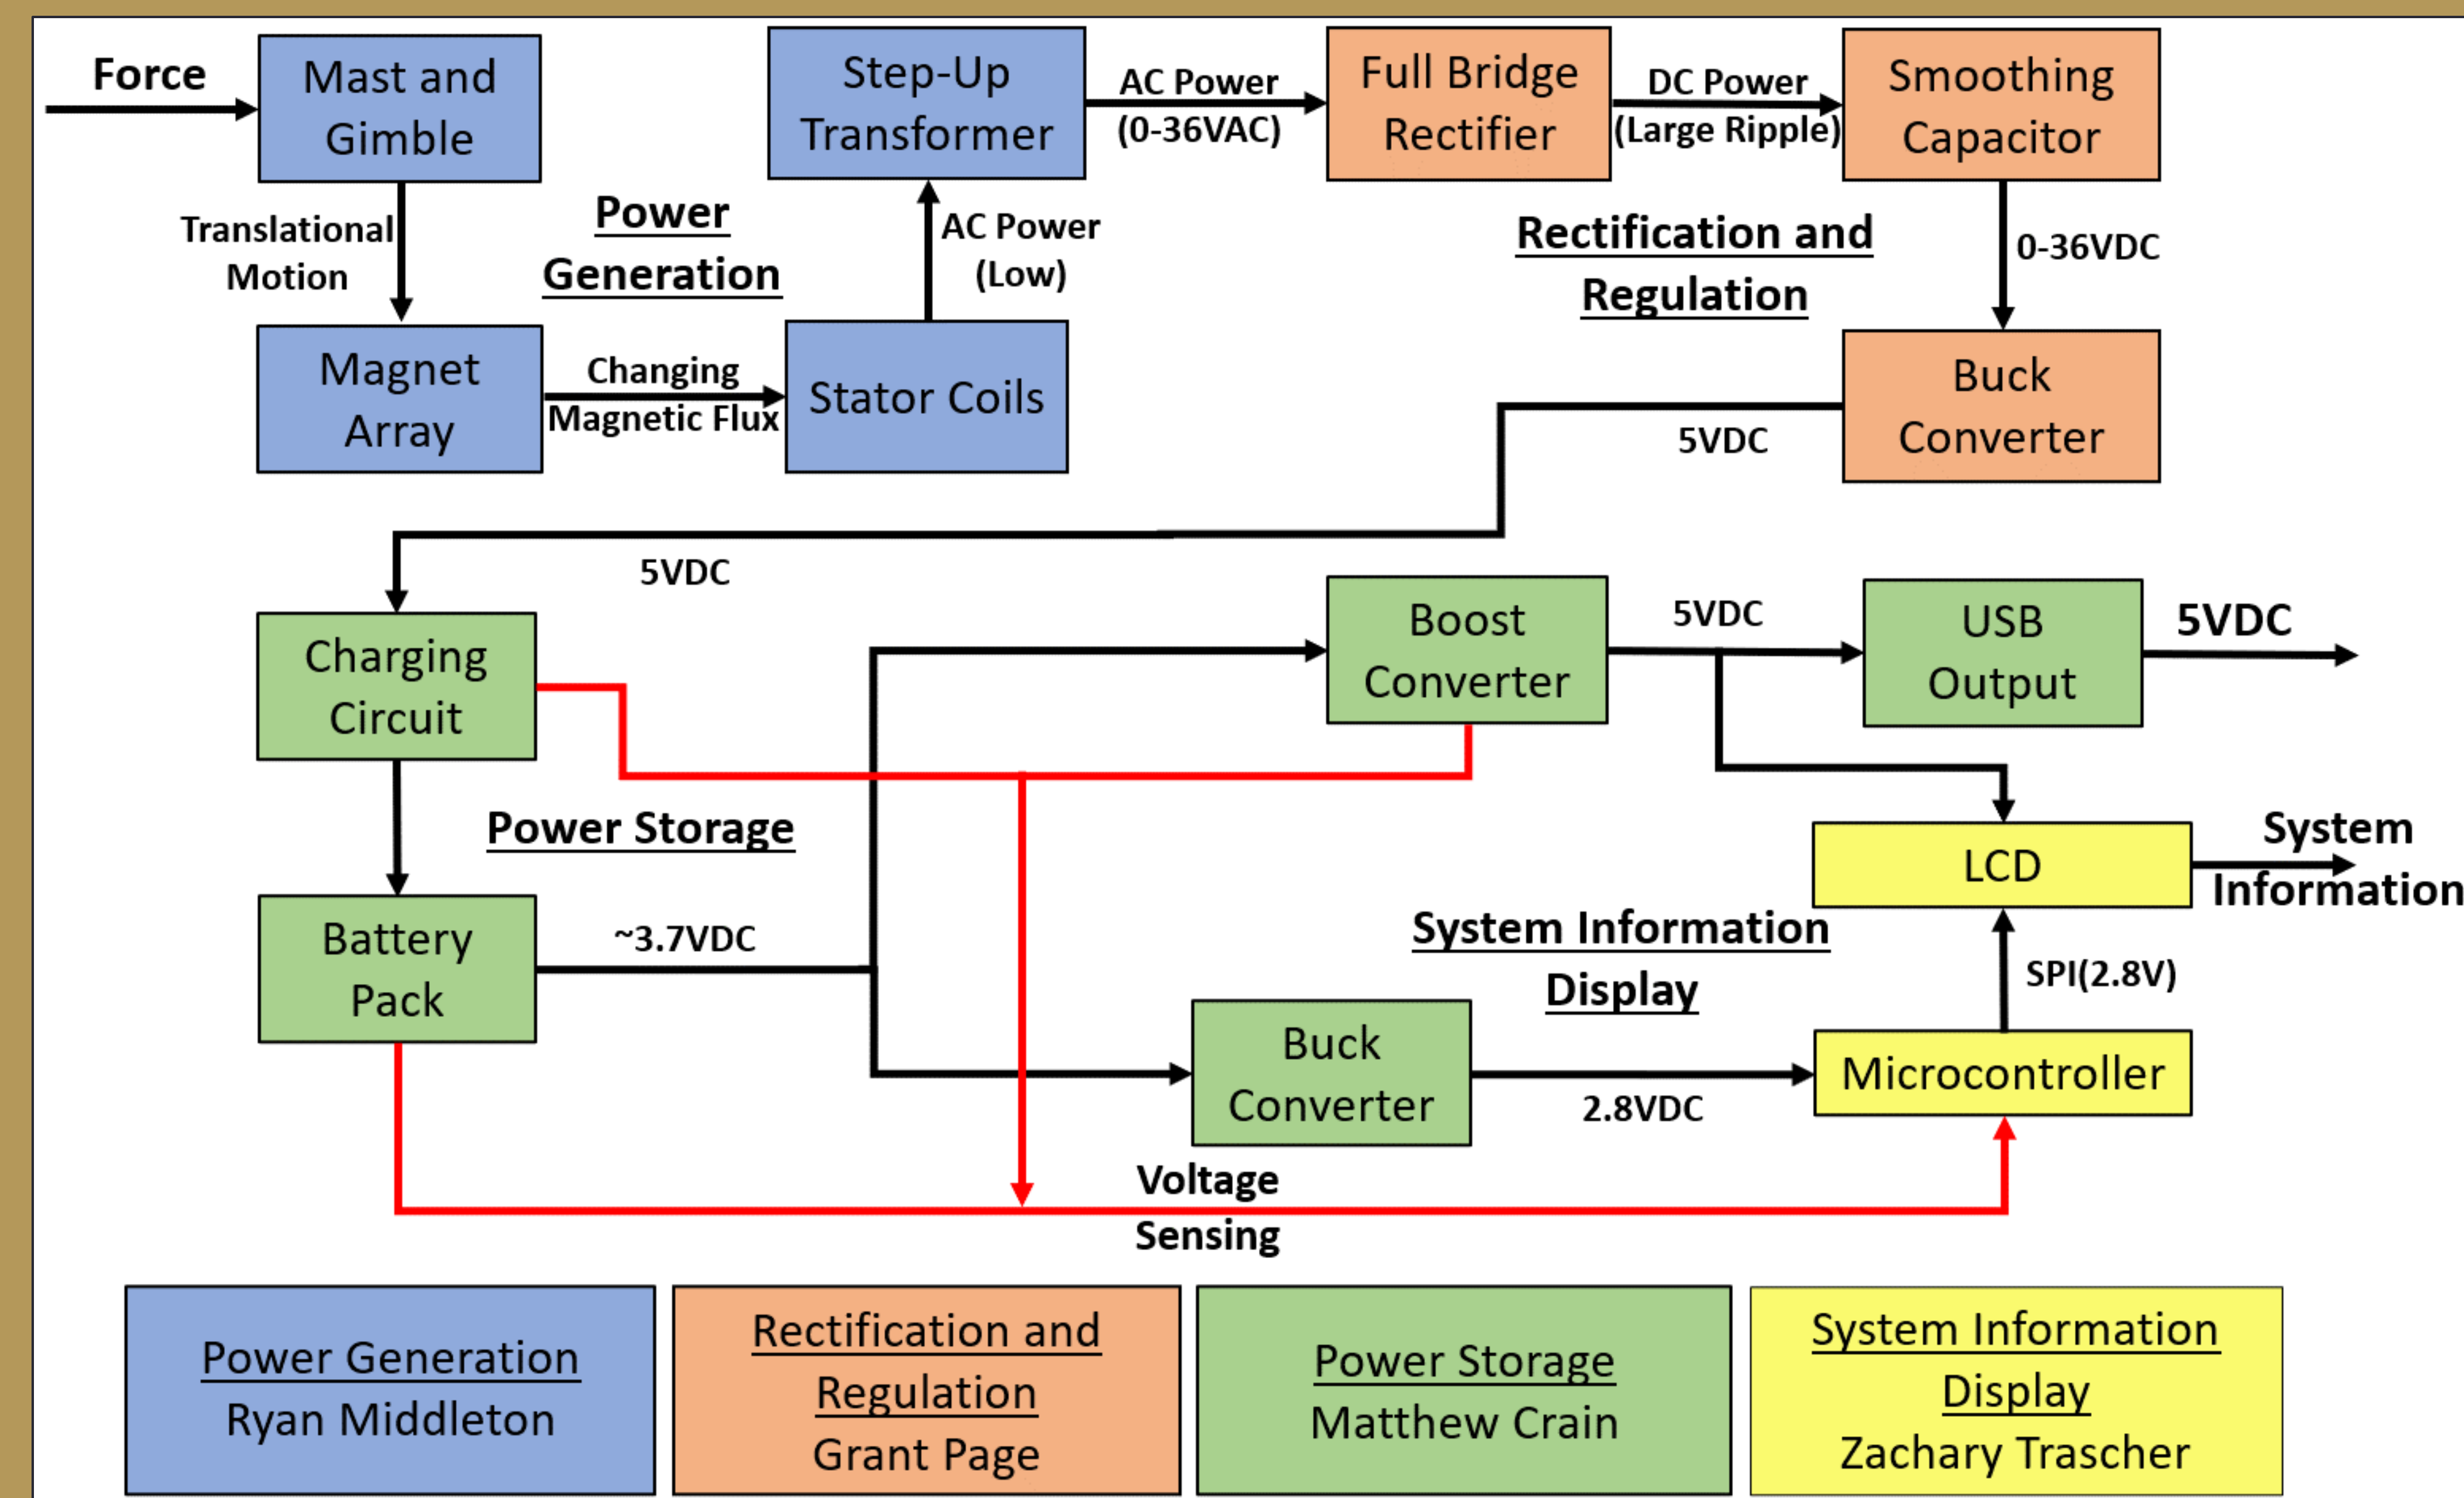 Force
Mast and
Gimble
Step-Up
Transformer
AC Power
(0-36VAC)
Full Bridge
Rectifier
DC Power
(Large Ripple)
Smoothing
Capacitor
Translational
Motion
Power
Generation
AC Power
(Low)
Rectification and
Regulation
0-36VDC
Magnet
Array
Changing
Magnetic Flux
Stator Coils
Buck
Converter
5VDC
5VDC
Charging
Circuit
Boost
Converter
5VDC
USB
Output
5VDC
Power Storage
LCD
System
Information
Battery
Pack
~3.7VDC
System Information
Display
SPI(2.8V)
Buck
Converter
2.8VDC
Microcontroller
Voltage
Sensing
Power Generation
Ryan Middleton
Rectification and
Regulation
Grant Page
Power Storage
Matthew Crain
System Information
Display
Zachary Trascher